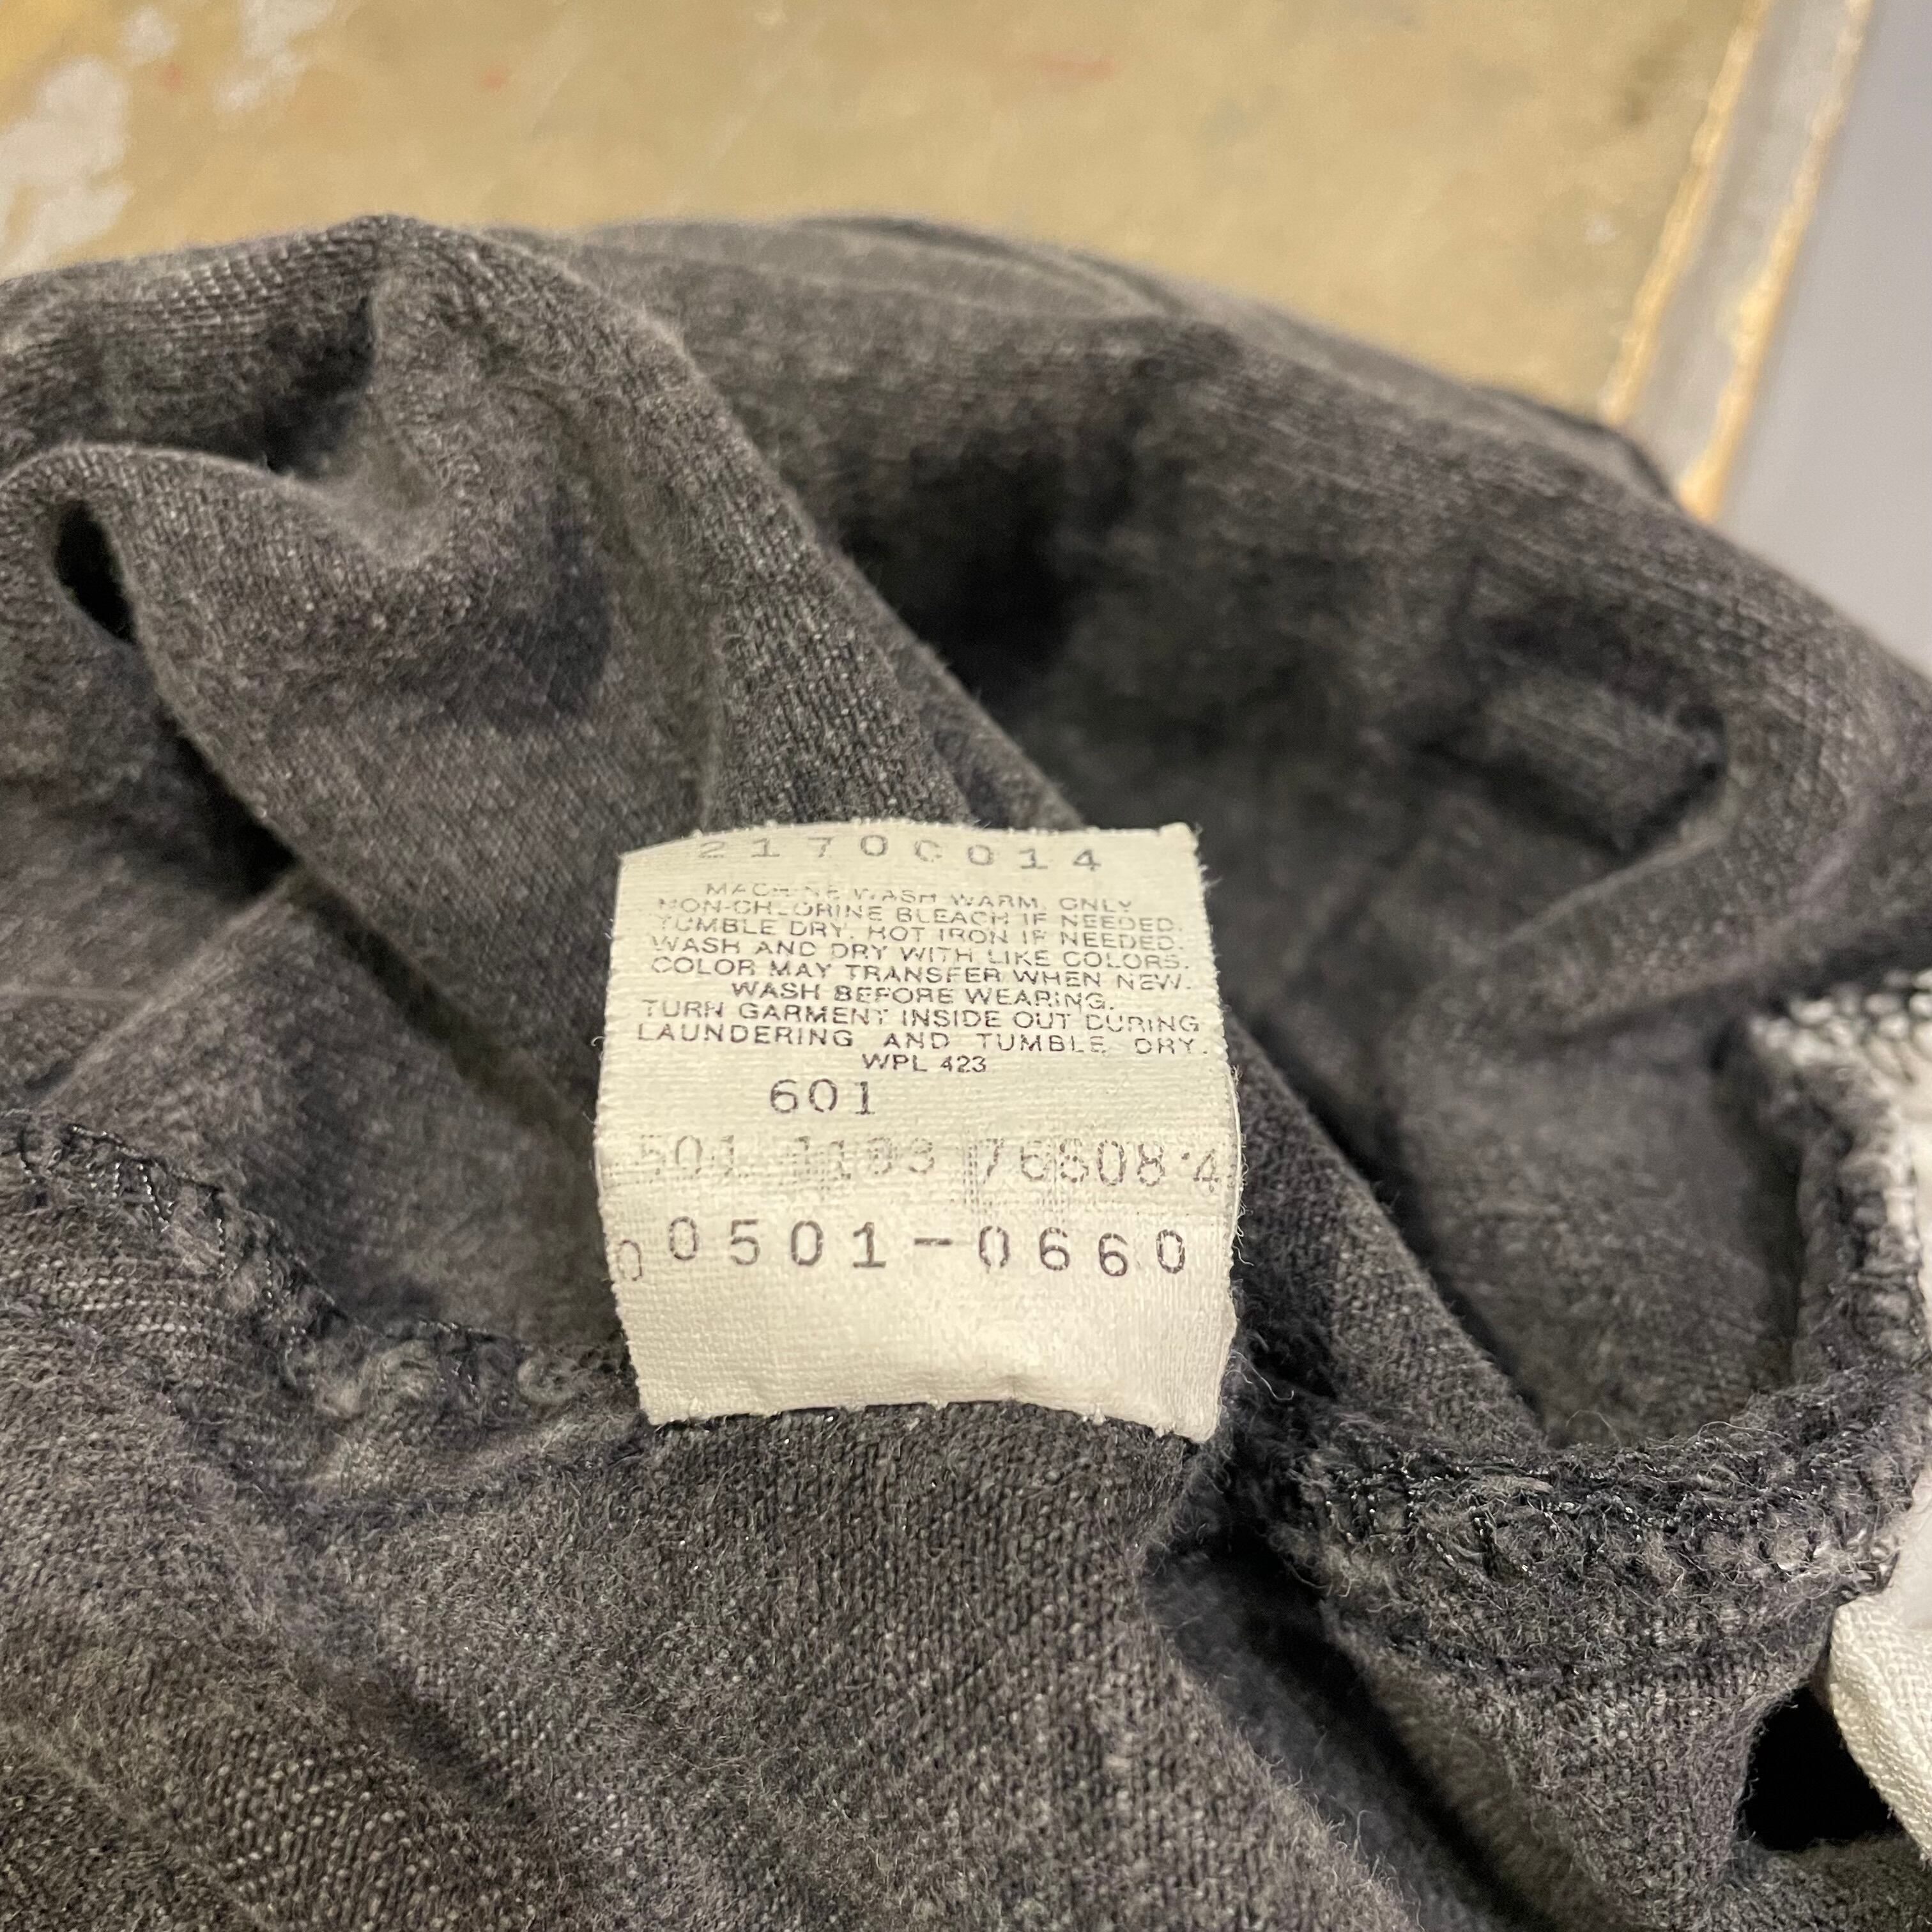 21700014
MACHINE WASH WARM. ONLY
NON-CHLORINE BLEACH IF NEEDED.
TUMBLE DRY. HOT IRON IF NEEDED.
WASH AND DRY WITH LIKE COLORS.
COLOR MAY TRANSFER WHEN NEW.
WASH BEFORE WEARING.
TURN GARMENT INSIDE OUT DURING
LAUNDERING AND TUMBLE DRY.
WPL 423
601
501
0 0501-0660